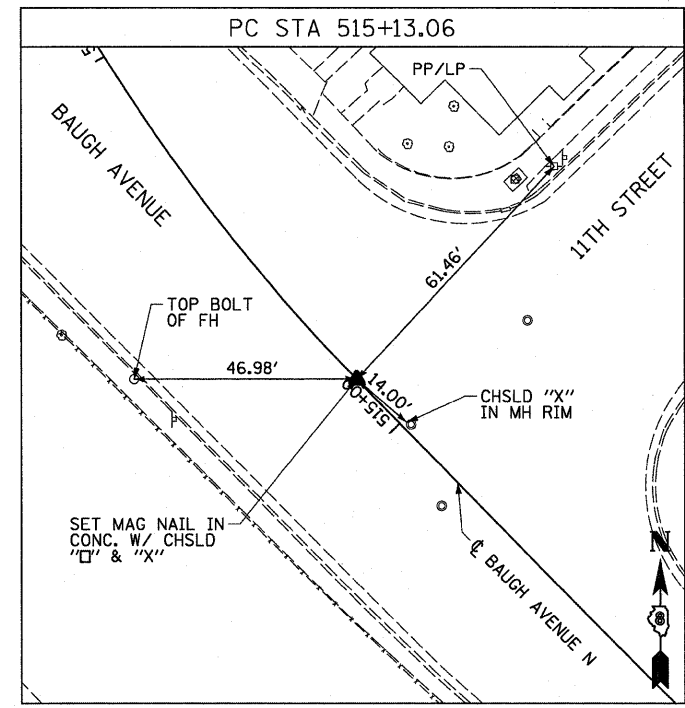 PC STA 515+13.06
PP/LP
BAUGH AVENUE
11TH STREET
61.46'
TOP BOLT
OF FH
46.98'
14.00'
515+00
CHSLD "X"
IN MH RIM
SET MAG NAIL IN
CONC. W/ CHSLD
"□" & "X"
℄ BAUGH AVENUE N
N
8